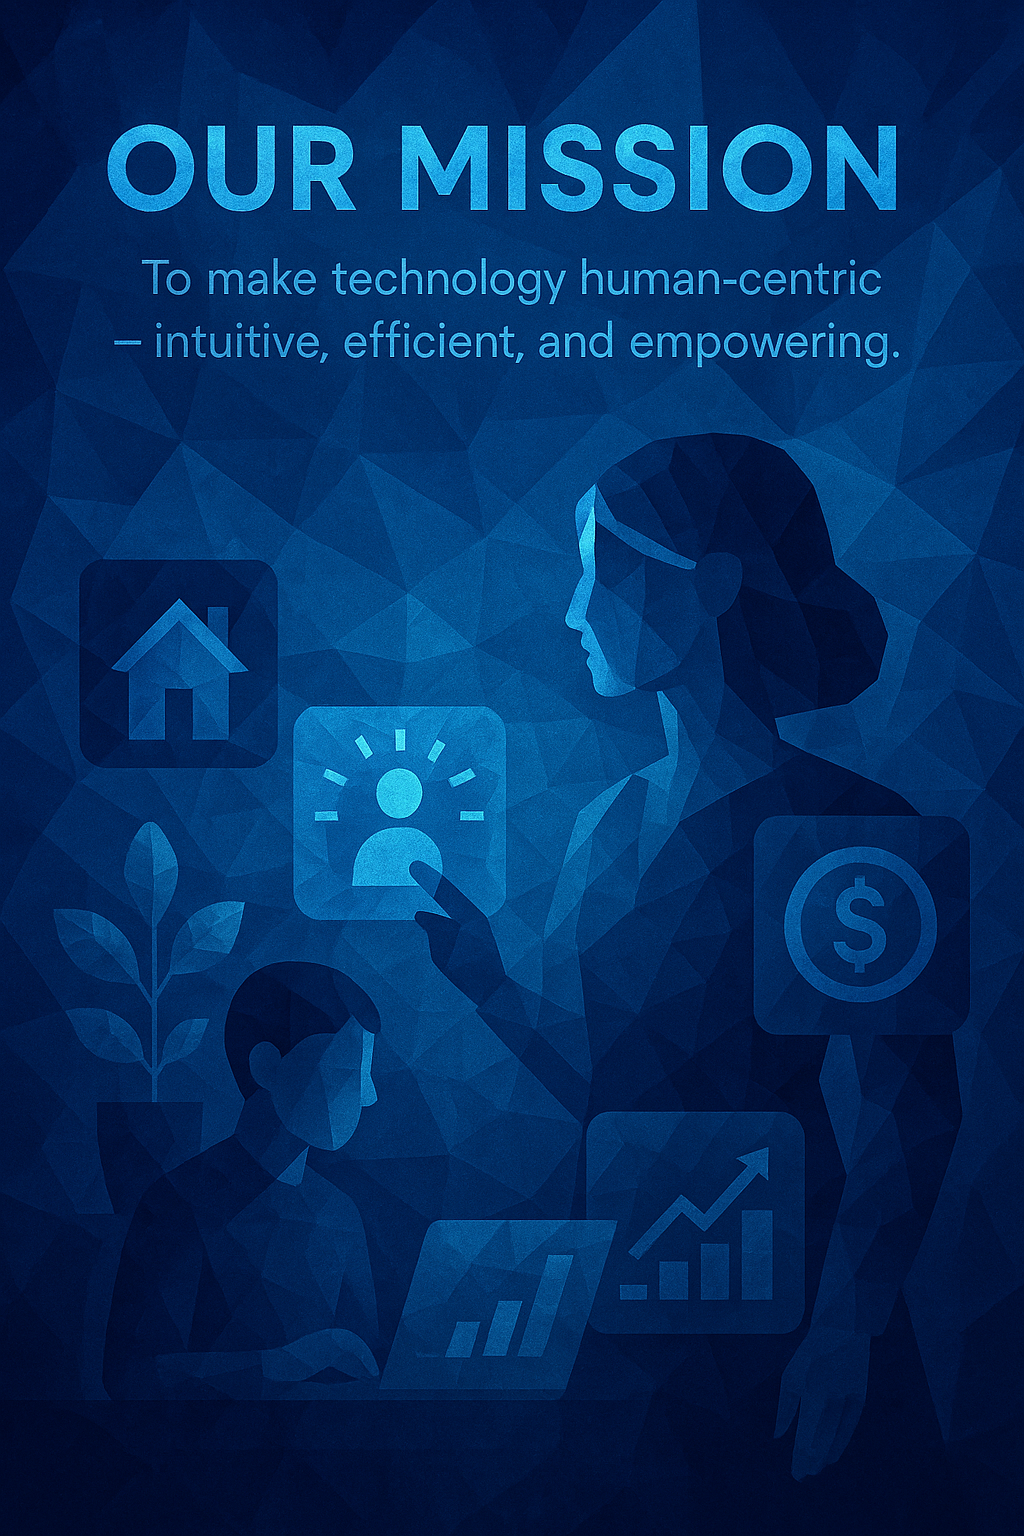 OUR MISSION
To make technology human-centric
– intuitive, efficient, and empowering.
$